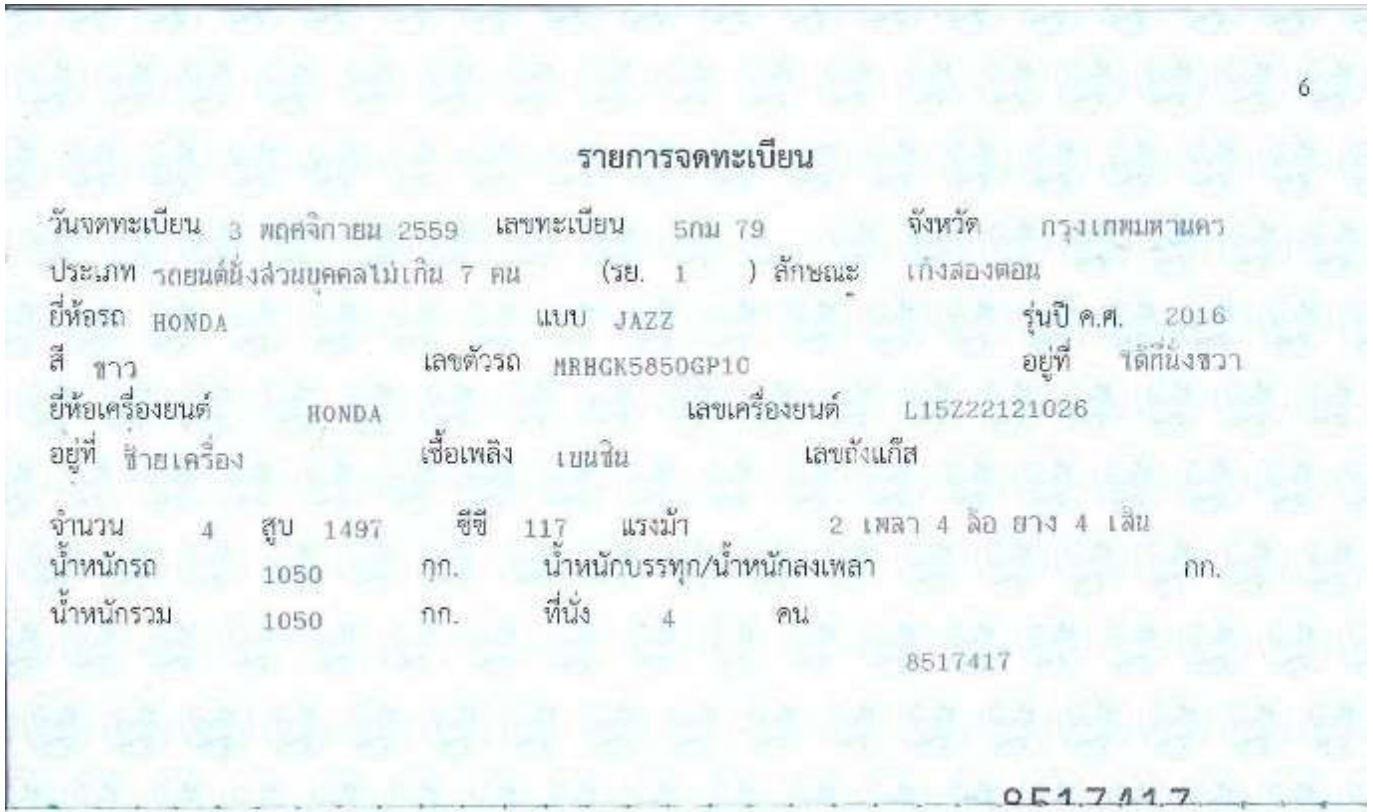 6
รายการจดทะเบียน
วันจดทะเบียน 3 พฤศจิกายน 2559 เลขทะเบียน 5กม 79 จังหวัด กรุงเทพมหานคร
ประเภท รถยนต์นั่งส่วนบุคคลไม่เกิน 7 คน (รย. 1 ) ลักษณะ เก๋งสองตอน
ยี่ห้อรถ HONDA แบบ JAZZ รุ่นปี ค.ศ. 2016
สี ขาว เลขตัวรถ MRHGK5850GP10 อยู่ที่ ใต้ที่นั่งขวา
ยี่ห้อเครื่องยนต์ HONDA เลขเครื่องยนต์ L15Z22121026
อยู่ที่ ซ้ายเครื่อง เชื้อเพลิง เบนซิน เลขถังแก๊ส
จำนวน 4 สูบ 1497 ซีซี 117 แรงม้า 2 เพลา 4 ล้อ ยาง 4 เส้น
น้ำหนักรถ 1050 กก. น้ำหนักบรรทุก/น้ำหนักลงเพลา กก.
น้ำหนักรวม 1050 กก. ที่นั่ง 4 คน
8517417
8517417